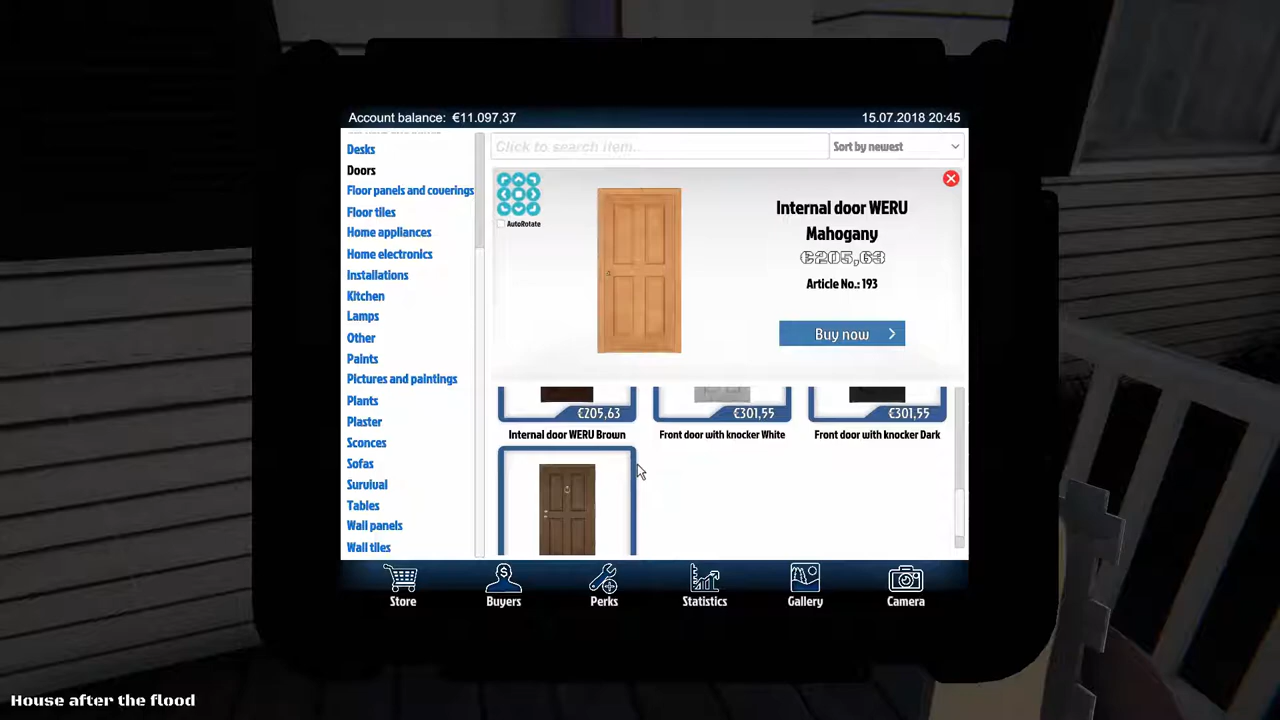 Account balance: €11.097,37
15.07.2018 20:45
Desks
Doors
Floor panels and coverings
Floor tiles
Home appliances
Home electronics
Installations
Kitchen
Lamps
Other
Paints
Pictures and paintings
Plants
Plaster
Sconces
Sofas
Survival
Tables
Wall panels
Wall tiles
Click to search item..
Sort by newest
AutoRotate
Internal door WERU
Mahogany
€205,63
Article No.: 193
Buy now
€205,63
€301,55
€301,55
Internal door WERU Brown
Front door with knocker White
Front door with knocker Dark
Store
Buyers
Perks
Statistics
Gallery
Camera
House after the flood